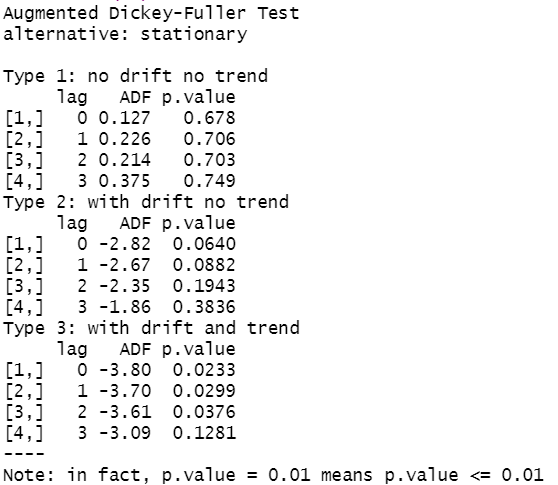 Augmented Dickey-Fuller Test
alternative: stationary

Type 1: no drift no trend
     lag   ADF p.value
[1,]   0 0.127   0.678
[2,]   1 0.226   0.706
[3,]   2 0.214   0.703
[4,]   3 0.375   0.749
Type 2: with drift no trend
     lag   ADF p.value
[1,]   0 -2.82  0.0640
[2,]   1 -2.67  0.0882
[3,]   2 -2.35  0.1943
[4,]   3 -1.86  0.3836
Type 3: with drift and trend
     lag   ADF p.value
[1,]   0 -3.80  0.0233
[2,]   1 -3.70  0.0299
[3,]   2 -3.61  0.0376
[4,]   3 -3.09  0.1281
----
Note: in fact, p.value = 0.01 means p.value <= 0.01